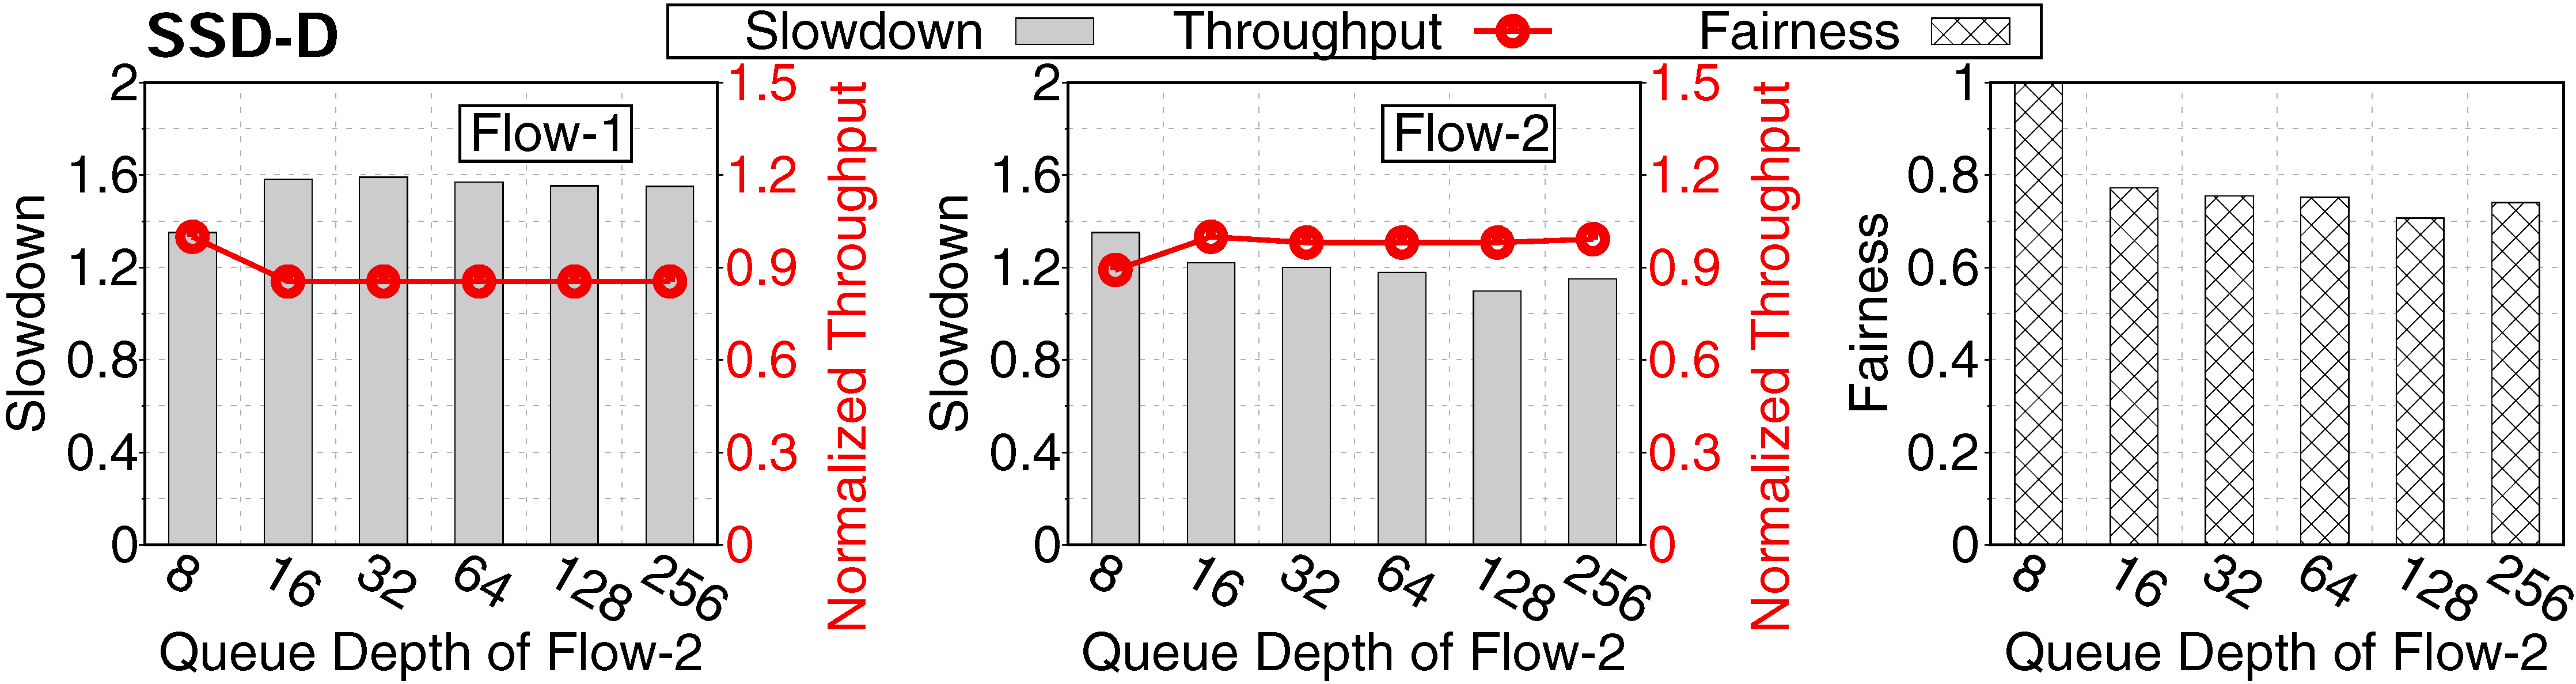 SSD-D
Slowdown Throughput Fairness
Flow-1
Slowdown
2
1.6
1.2
0.8
0.4
0
1.5
1.2
0.9
0.6
0.3
0
Normalized Throughput
8 16 32 64 128 256
Queue Depth of Flow-2
Flow-2
Slowdown
2
1.6
1.2
0.8
0.4
0
1.5
1.2
0.9
0.6
0.3
0
Normalized Throughput
8 16 32 64 128 256
Queue Depth of Flow-2
Fairness
1
0.8
0.6
0.4
0.2
0
8 16 32 64 128 256
Queue Depth of Flow-2